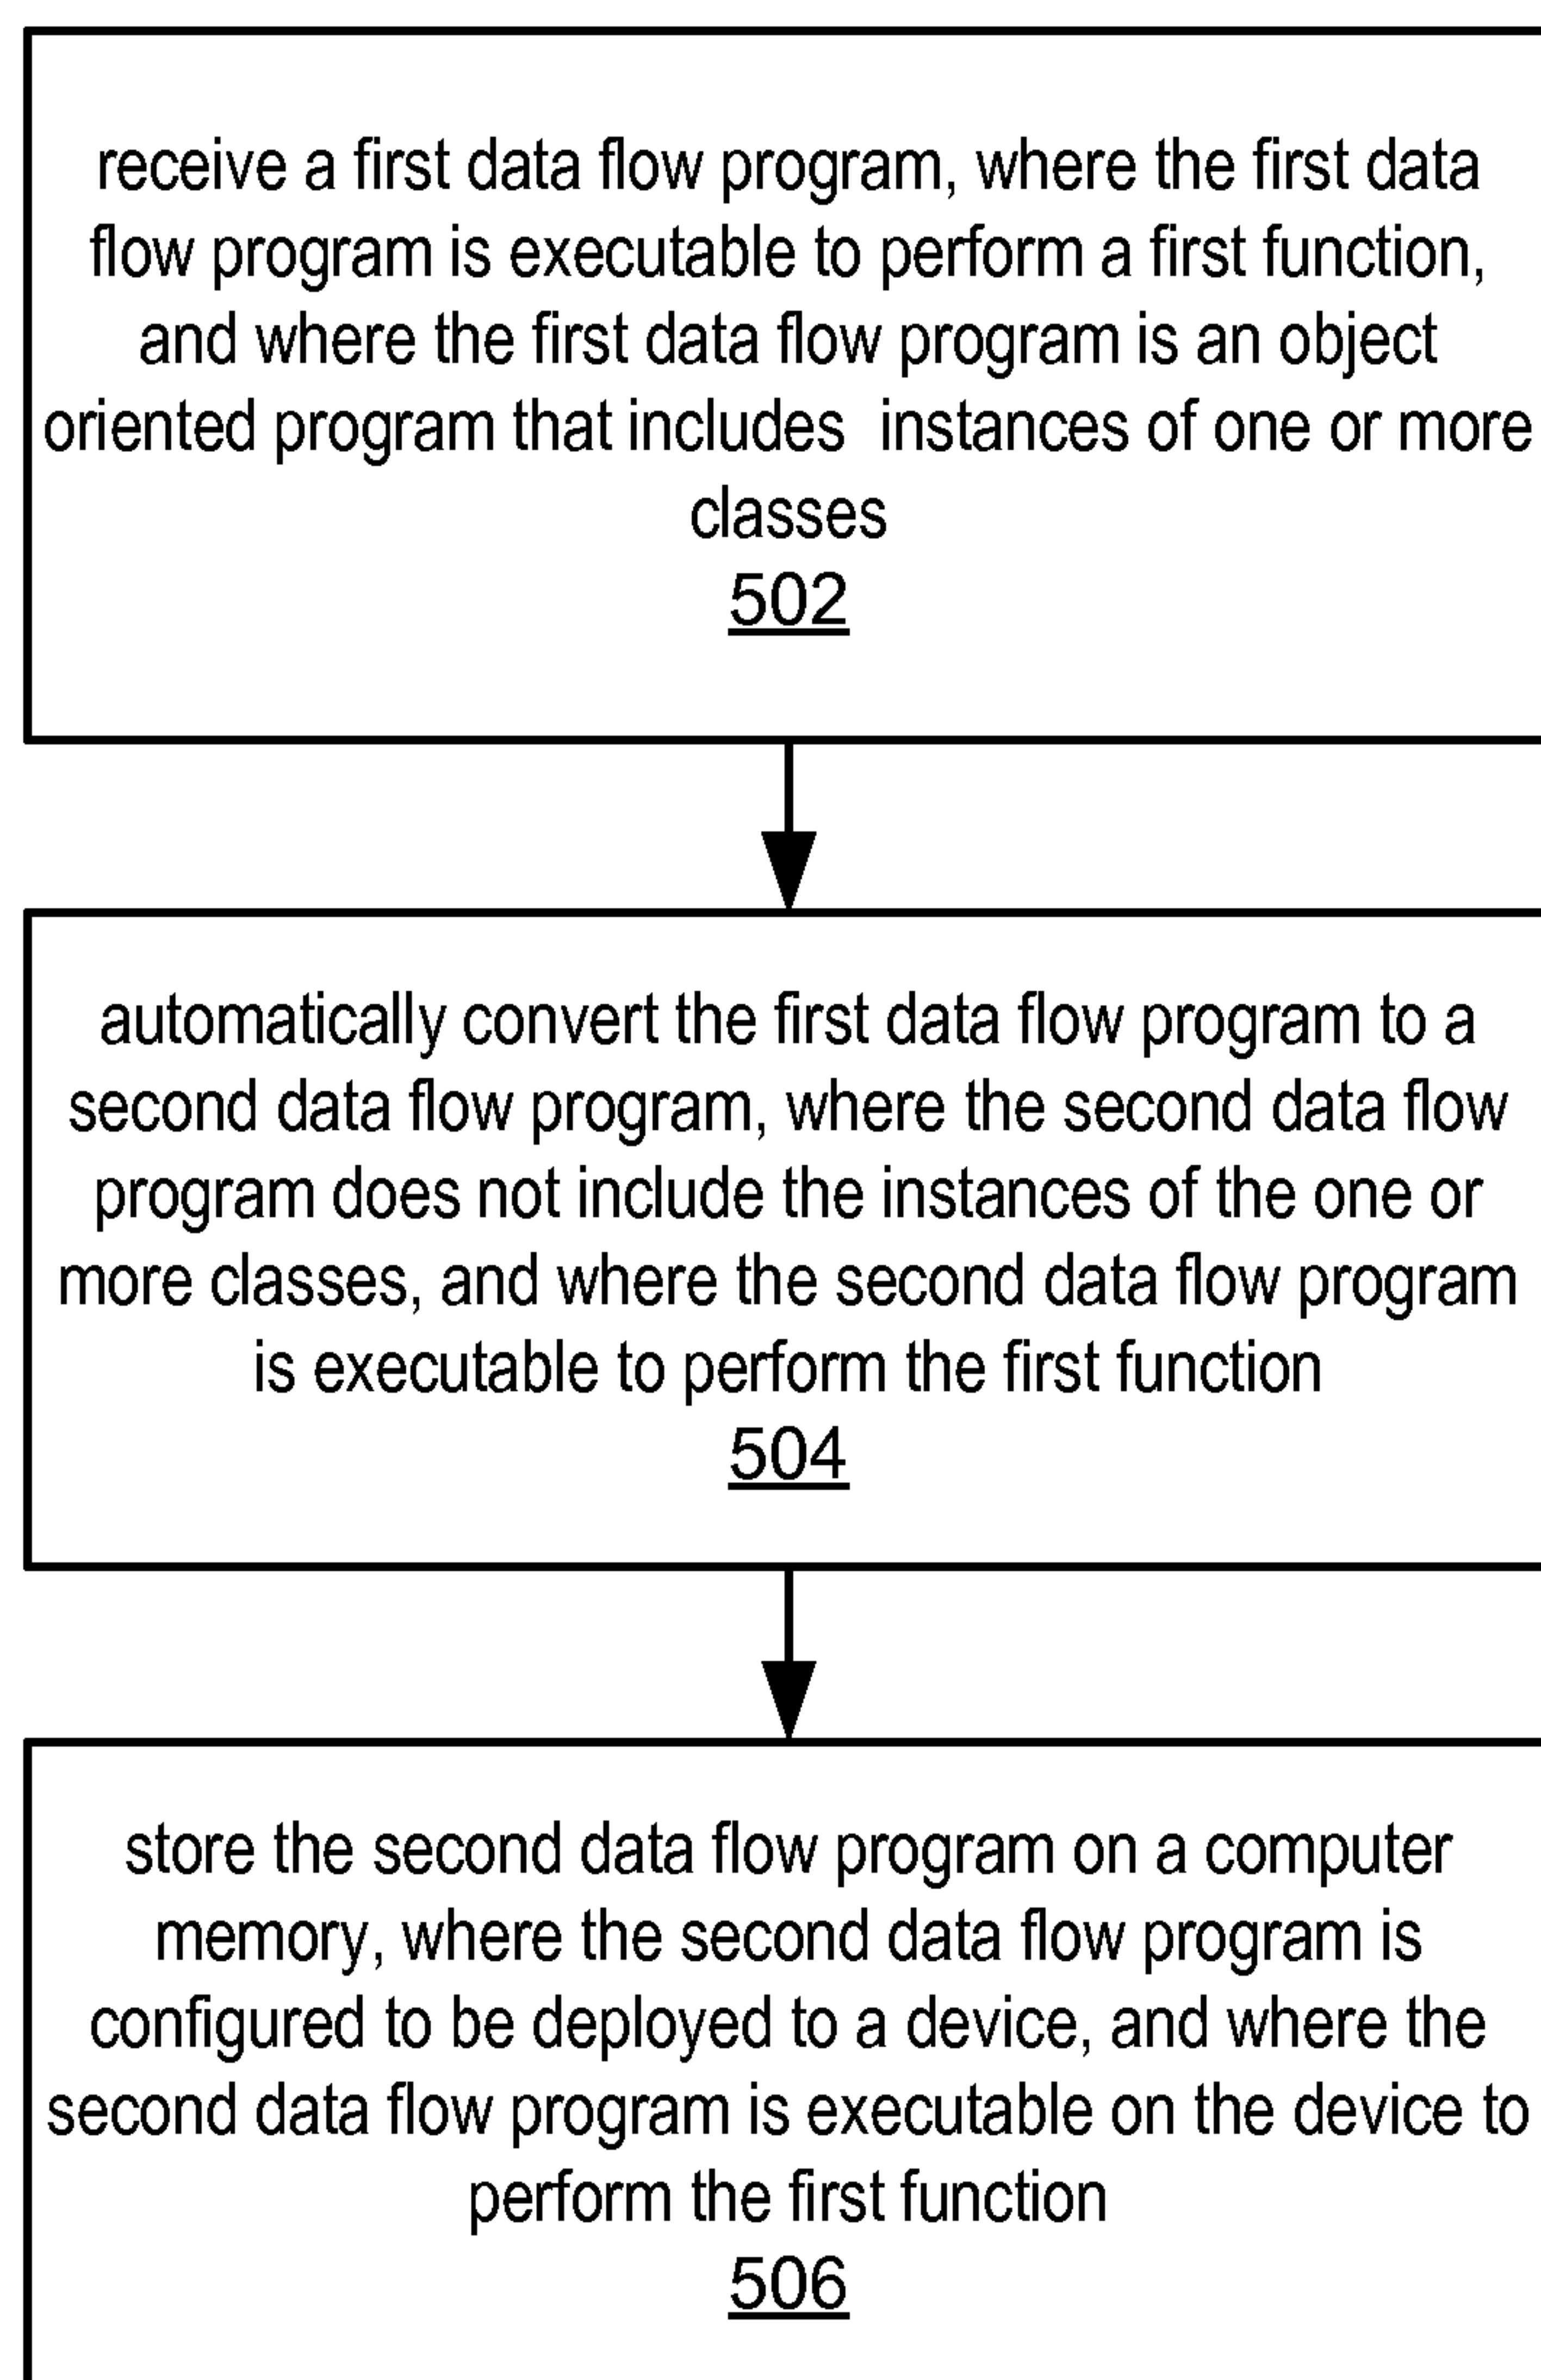 receive a first data flow program, where the first data
flow program is executable to perform a first function,
and where the first data flow program is an object
oriented program that includes  instances of one or more
classes
502
automatically convert the first data flow program to a
second data flow program, where the second data flow
program does not include the instances of the one or
more classes, and where the second data flow program
is executable to perform the first function
504
store the second data flow program on a computer
memory, where the second data flow program is
configured to be deployed to a device, and where the
second data flow program is executable on the device to
perform the first function
506